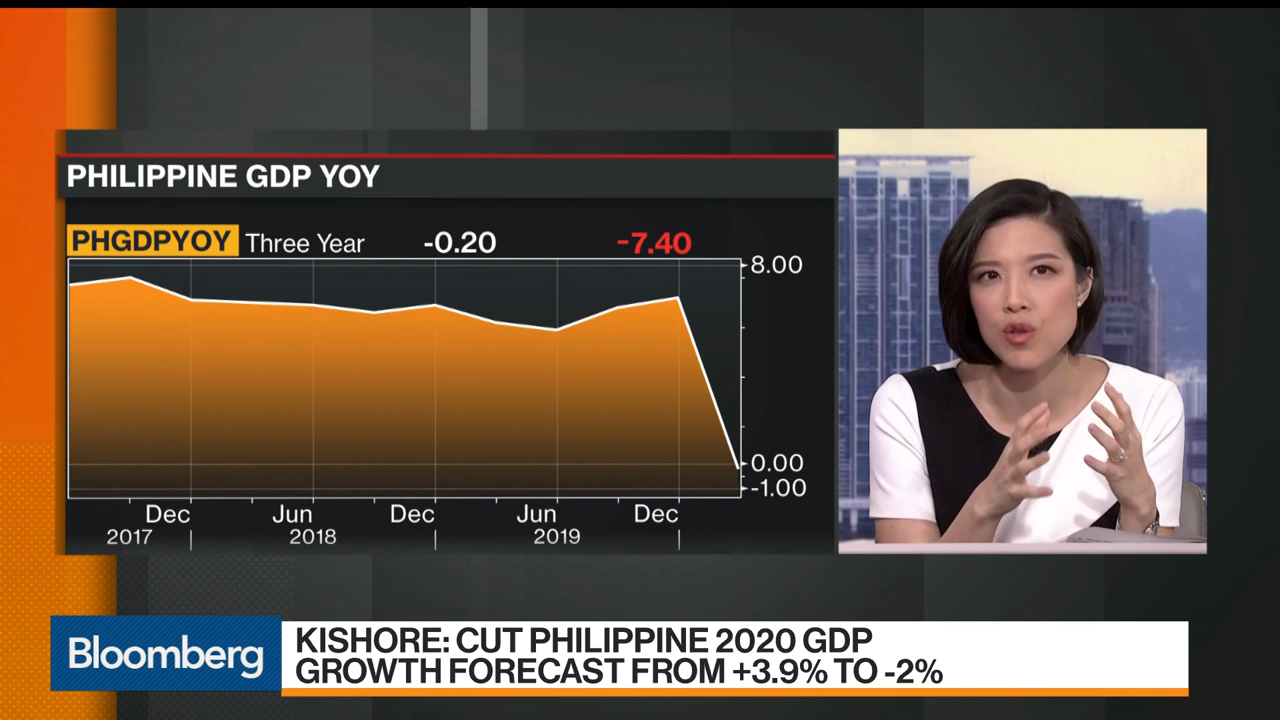 PHILIPPINE GDP YOY
PHGDPYOY Three Year -0.20 -7.40
8.00
0.00
-1.00
Dec Jun Dec Jun Dec
2017 2018 2019
Bloomberg
KISHORE: CUT PHILIPPINE 2020 GDP
GROWTH FORECAST FROM +3.9% TO -2%